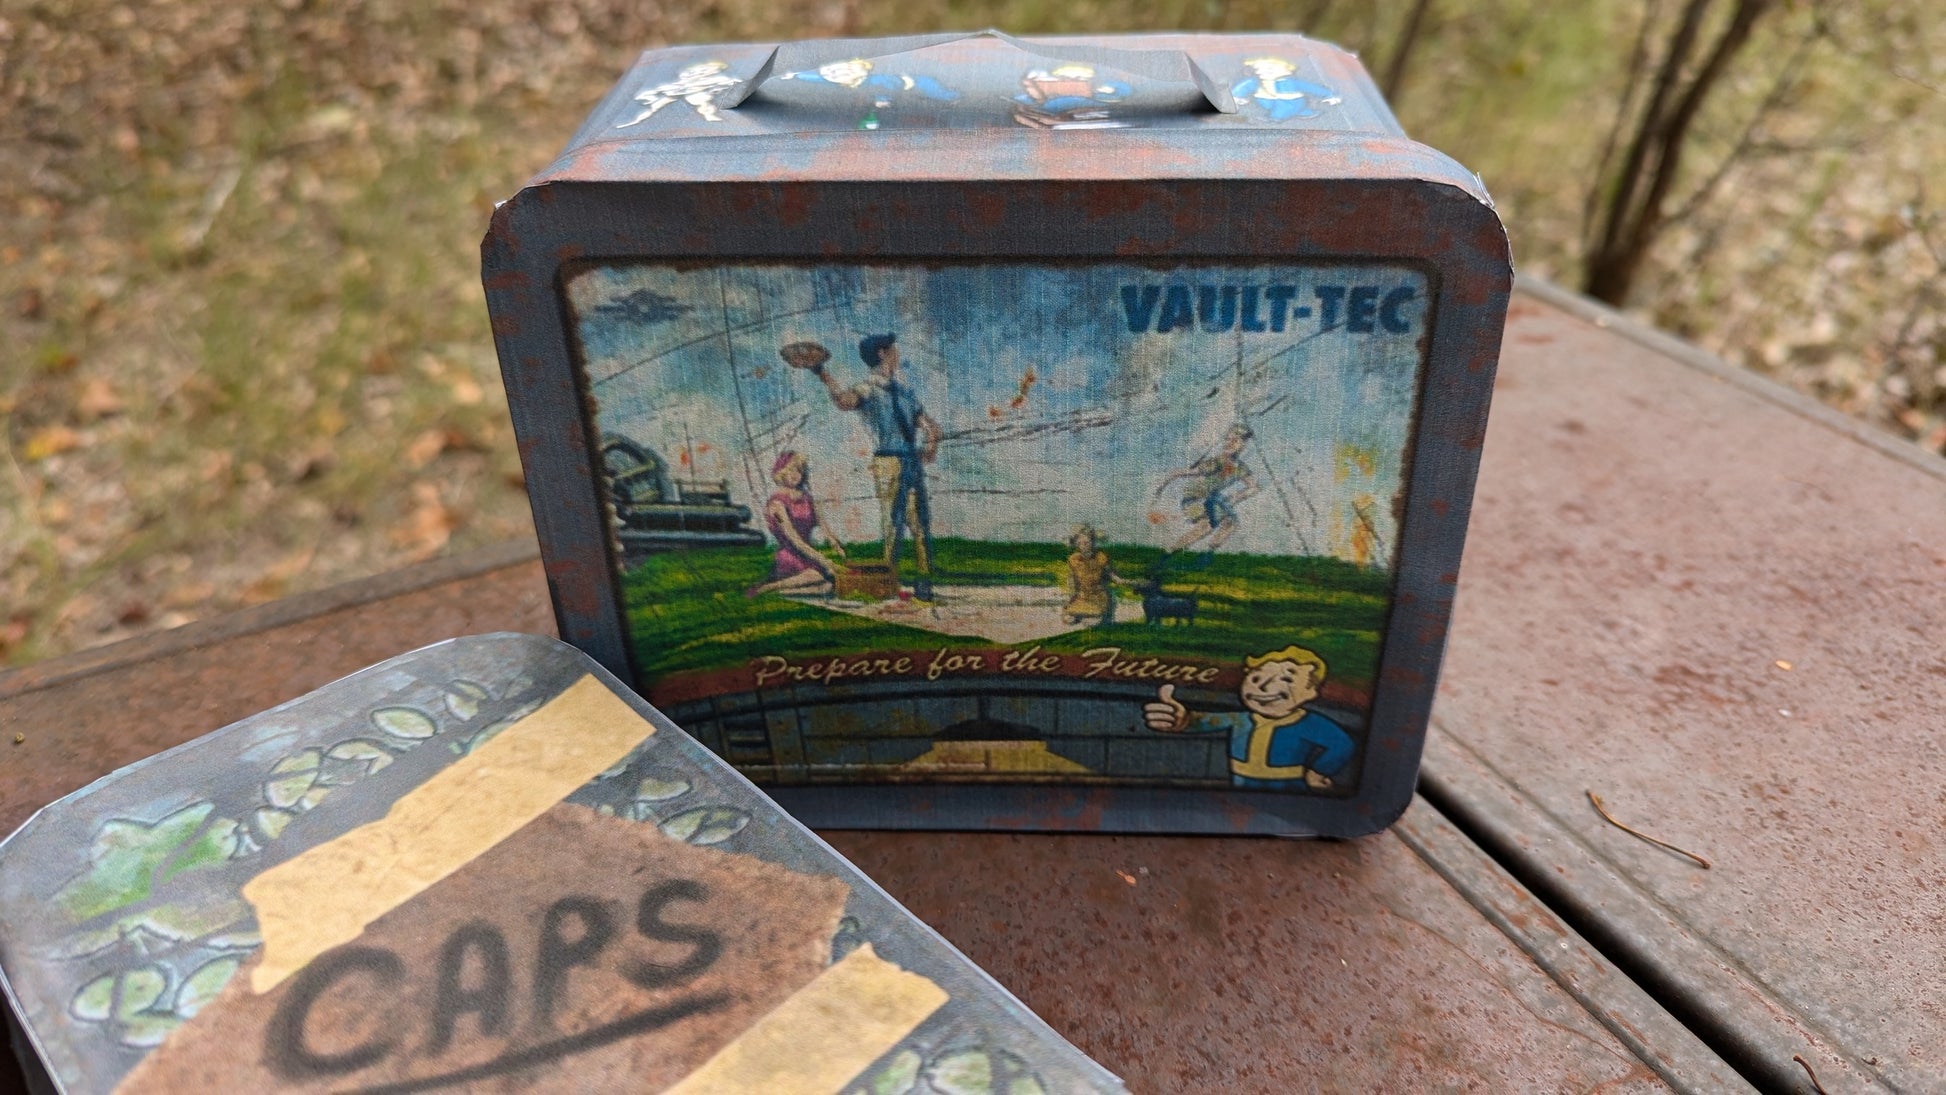 VAULT-TEC
Prepare for the Future
CAPS